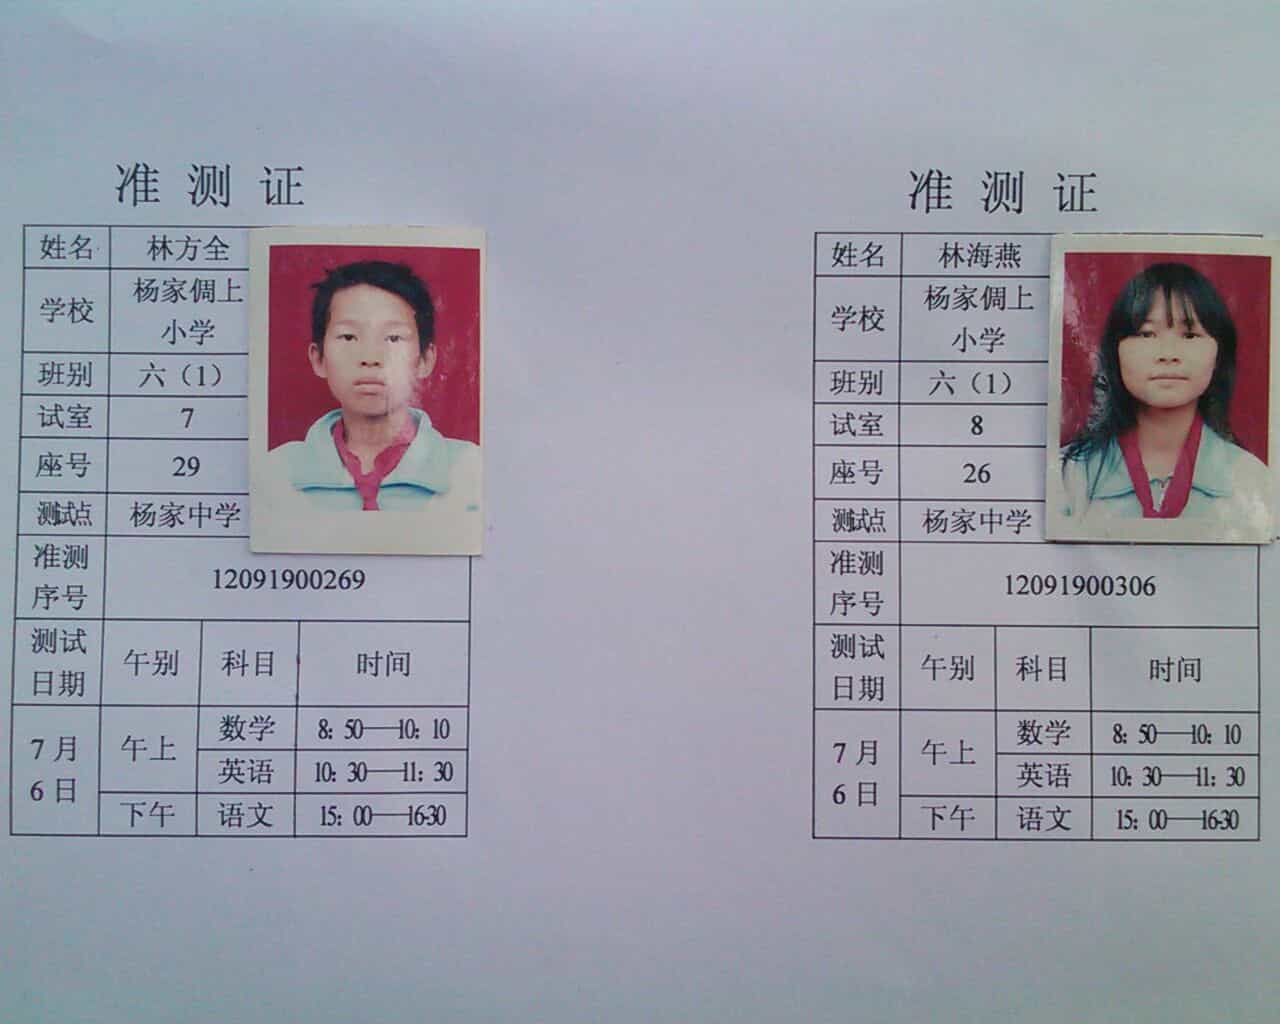 准测证
姓名 林方全
学校 杨家倜上
小学
班别 六（1）
试室 7
座号 29
测试点 杨家中学
准测
序号
12091900269
测试
日期
午别 科目 时间
7月
6日
午上
数学 8：50——10：10
英语 10：30——11：30
下午 语文 15：00——16-30
准测证
姓名 林海燕
学校 杨家倜上
小学
班别 六（1）
试室 8
座号 26
测试点 杨家中学
准测
序号
12091900306
测试
日期
午别 科目 时间
7月
6日
午上
数学 8：50——10：10
英语 10：30——11：30
下午 语文 15：00——16-30